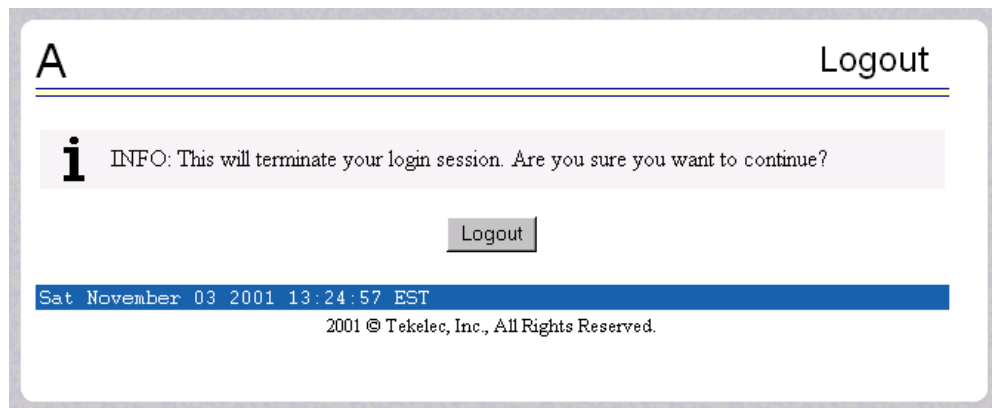 A
Logout
i INFO: This will terminate your login session. Are you sure you want to continue?
Logout
Sat November 03 2001 13:24:57 EST
2001 © Tekelec, Inc., All Rights Reserved.